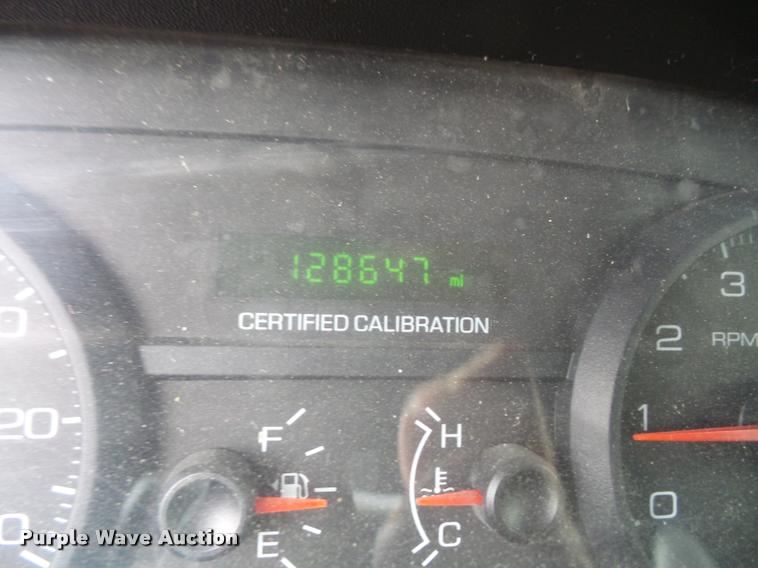 128647 mi
CERTIFIED CALIBRATION
3
2
RPM
1
0
20
F
H
E
C
Purple Wave Auction